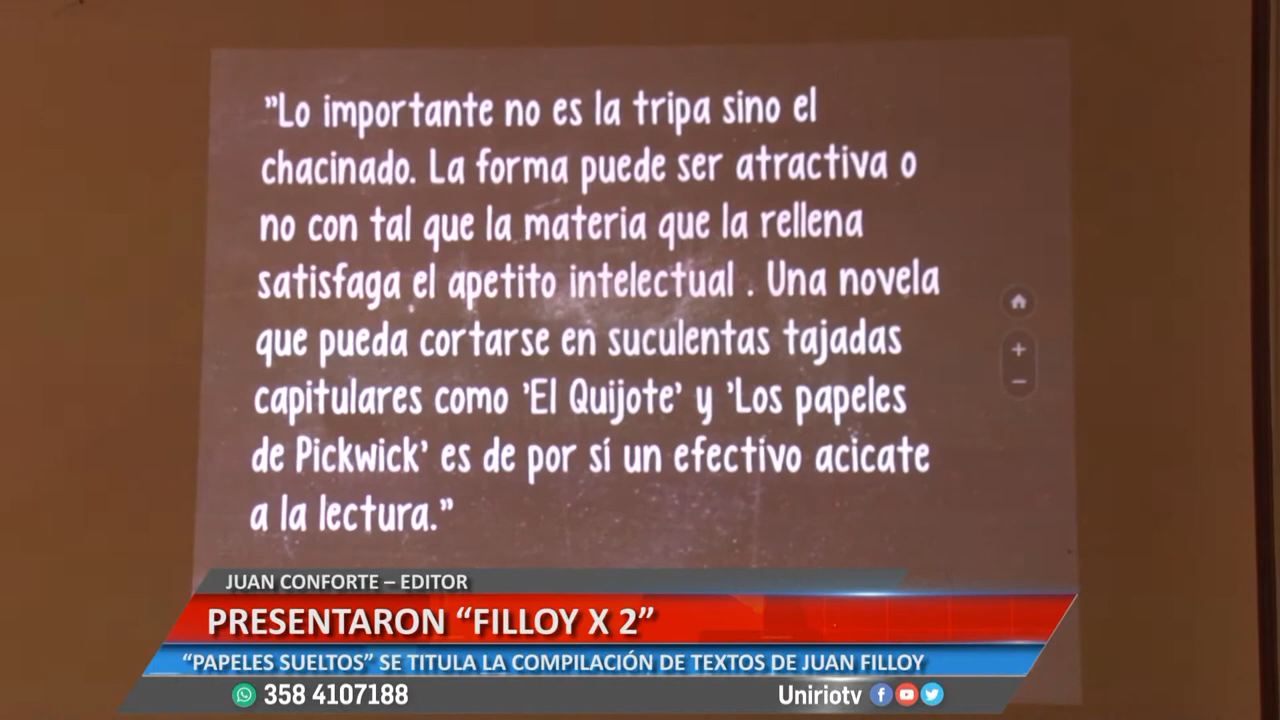 "Lo importante no es la tripa sino el
chacinado. La forma puede ser atractiva o
no con tal que la materia que la rellena
satisfaga el apetito intelectual . Una novela
que pueda cortarse en suculentas tajadas
capitulares como 'El Quijote' y 'Los papeles
de Pickwick' es de por sí un efectivo acicate
a la lectura."
JUAN CONFORTE – EDITOR
PRESENTARON “FILLOY X 2”
“PAPELES SUELTOS” SE TITULA LA COMPILACIÓN DE TEXTOS DE JUAN FILLOY
358 4107188 Uniriotv